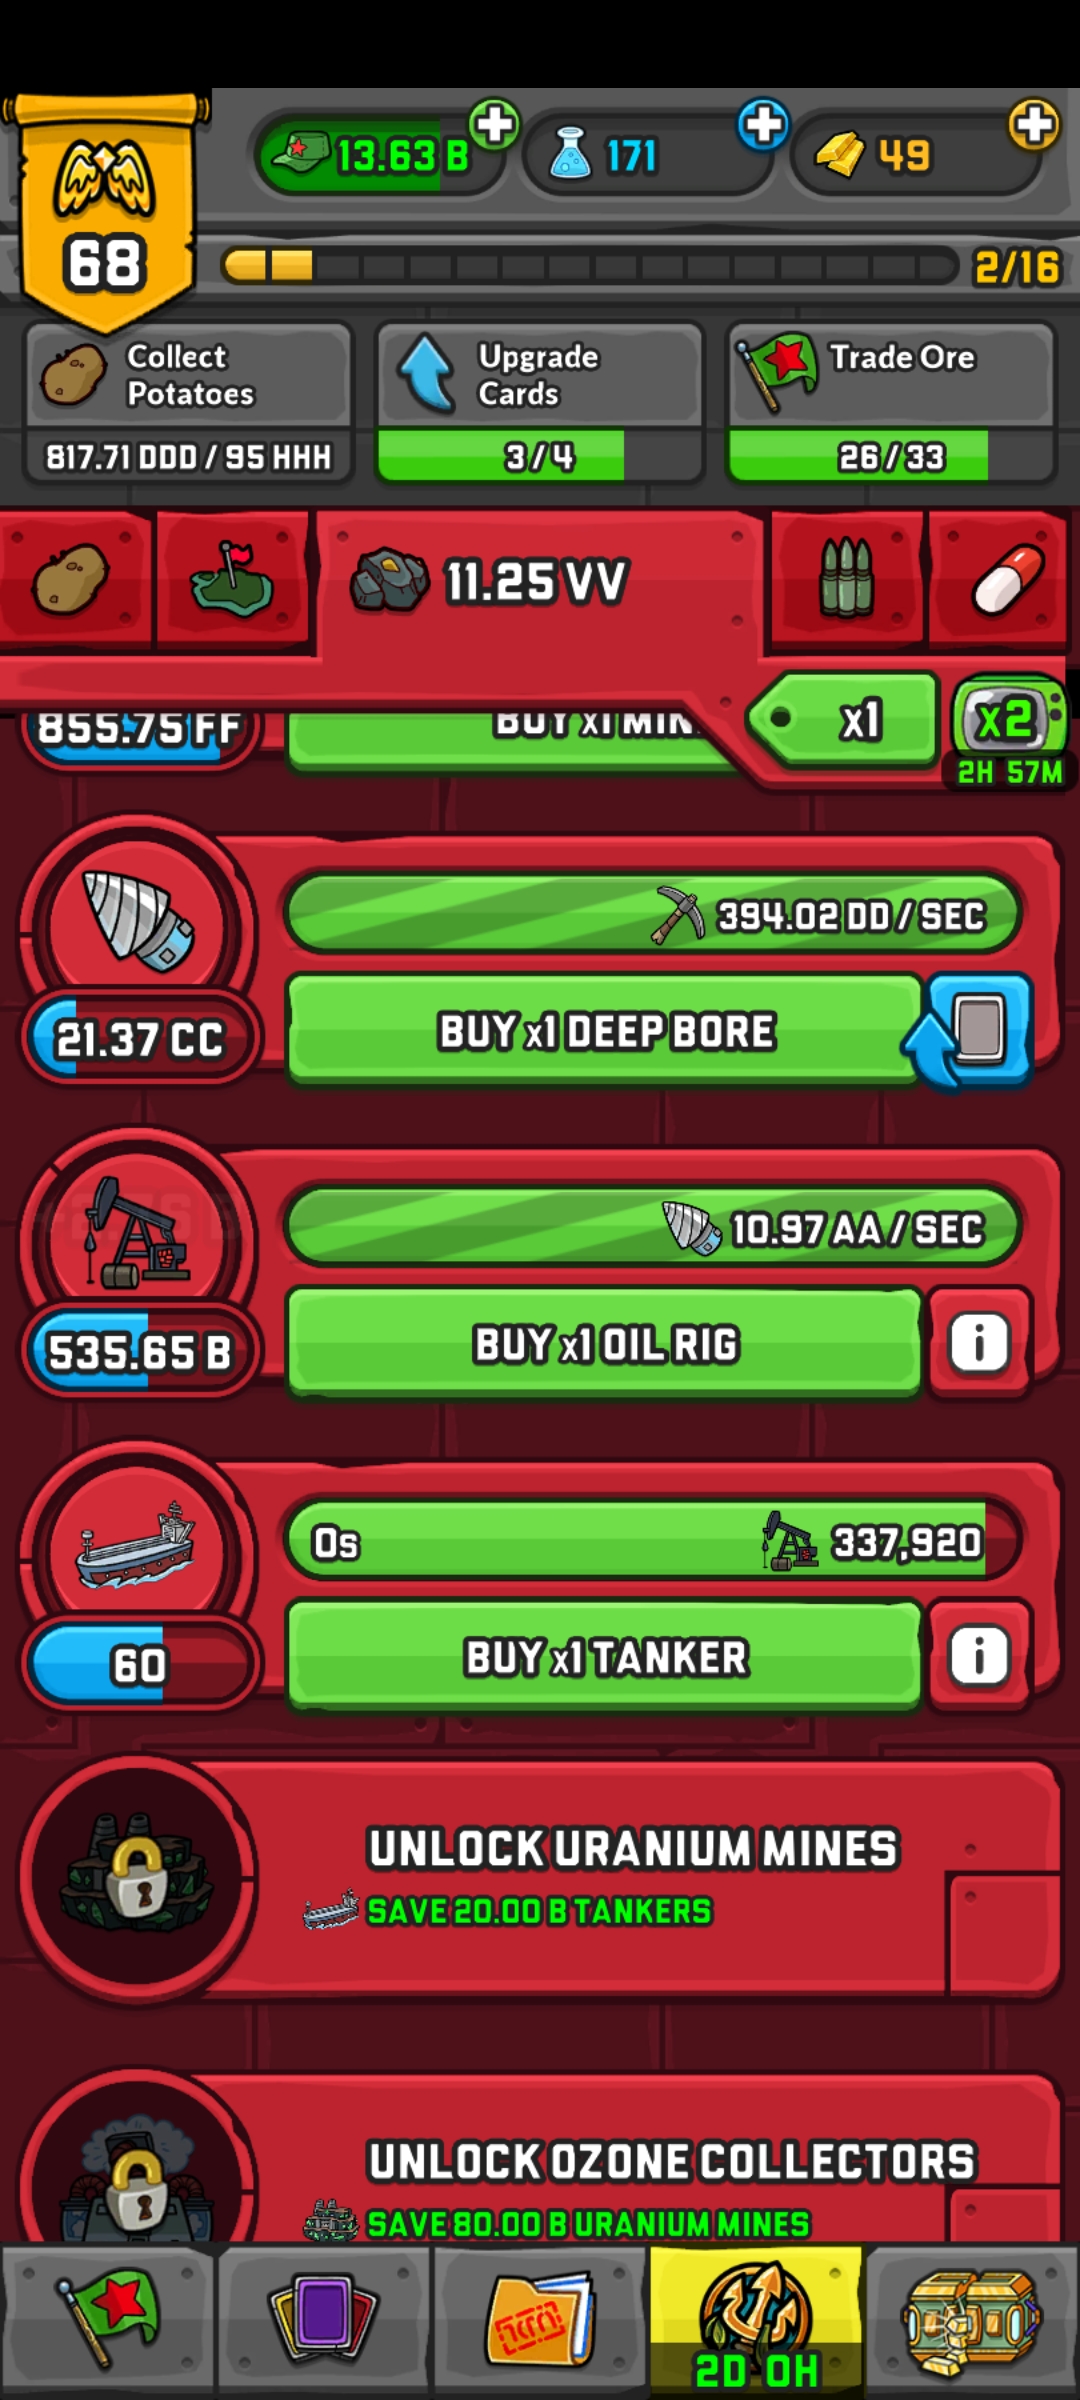 13.63 B
171
49
68
2/16
Collect
Potatoes
Upgrade
Cards
Trade Ore
817.71 DDD / 95 HHH
3/4
26/33
11.25 VV
x1
x2
2H 57M
855.75 FF
BUY x1 MIN
394.02 DD / SEC
21.37 CC
BUY x1 DEEP BORE
10.97 AA / SEC
535.65 B
BUY x1 OIL RIG
i
0s
337,920
60
BUY x1 TANKER
i
UNLOCK URANIUM MINES
SAVE 20.00 B TANKERS
UNLOCK OZONE COLLECTORS
SAVE 80.00 B URANIUM MINES
2D 0H